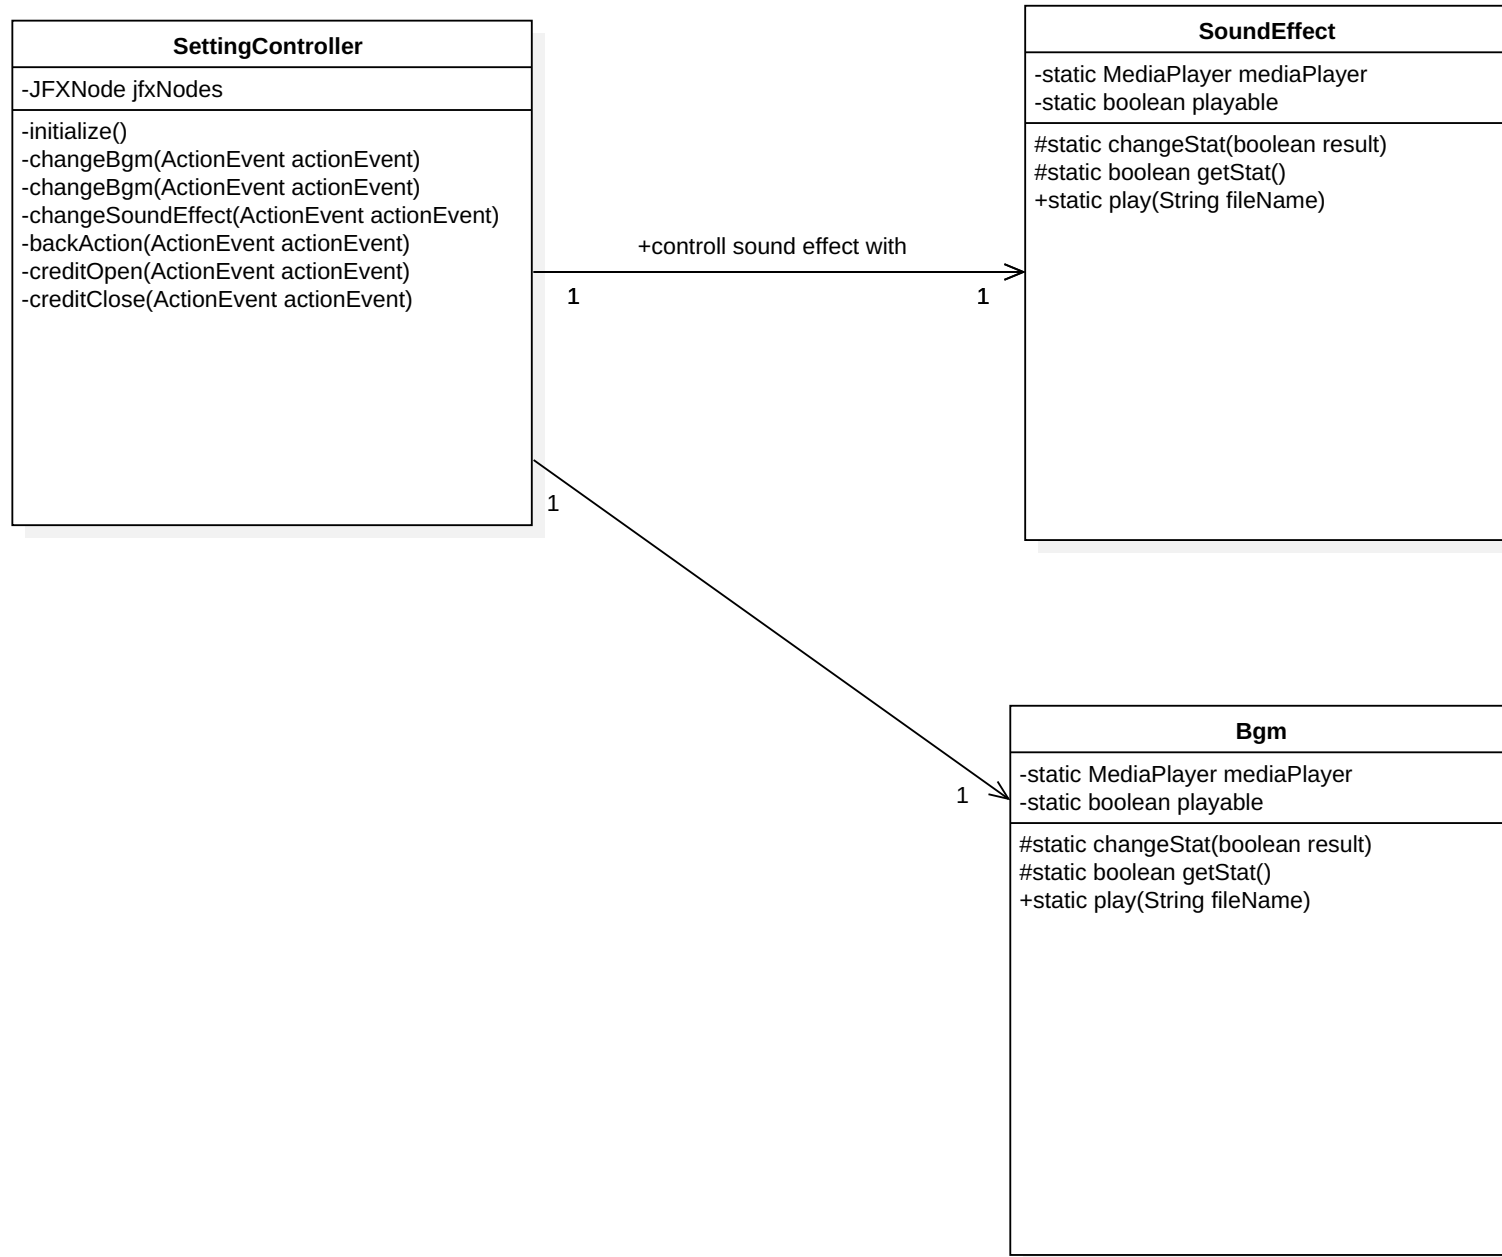 SettingController
-JFXNode jfxNodes
-initialize()
-changeBgm(ActionEvent actionEvent)
-changeBgm(ActionEvent actionEvent)
-changeSoundEffect(ActionEvent actionEvent)
-backAction(ActionEvent actionEvent)
-creditOpen(ActionEvent actionEvent)
-creditClose(ActionEvent actionEvent)
+controll sound effect with
1
1
SoundEffect
-static MediaPlayer mediaPlayer
-static boolean playable
#static changeStat(boolean result)
#static boolean getStat()
+static play(String fileName)
1
1
Bgm
-static MediaPlayer mediaPlayer
-static boolean playable
#static changeStat(boolean result)
#static boolean getStat()
+static play(String fileName)